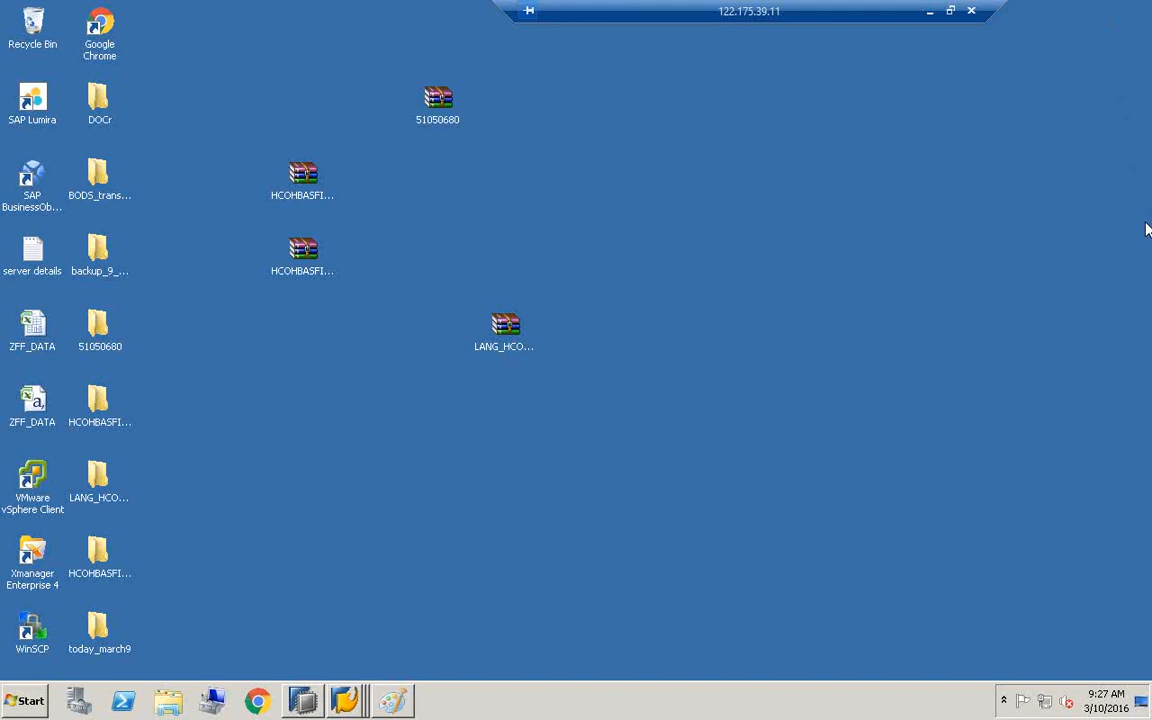 122.175.39.11
Recycle Bin
Google
Chrome
SAP Lumira
DOCr
51050680
SAP
BusinessOb...
BODS_trans...
HCOHBASFI...
server details
backup_9_...
HCOHBASFI...
ZFF_DATA
51050680
LANG_HCO...
ZFF_DATA
HCOHBASFI...
VMware
vSphere Client
LANG_HCO...
Xmanager
Enterprise 4
HCOHBASFI...
WinSCP
today_march9
Start
9:27 AM
3/10/2016